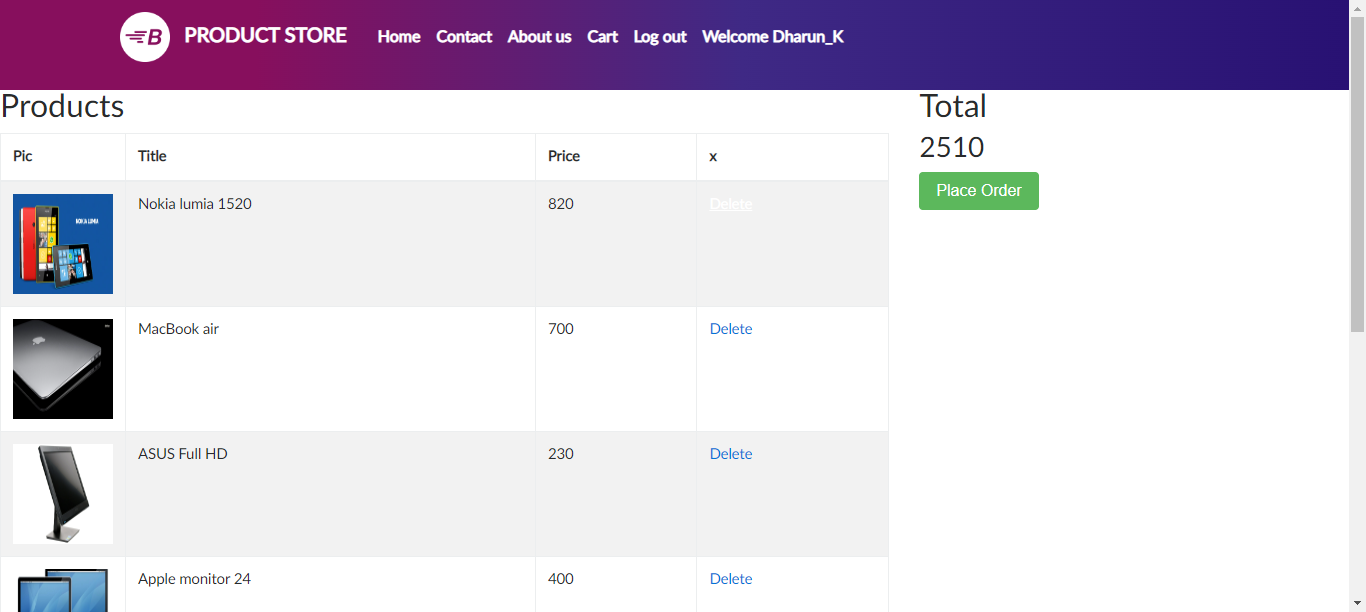 B PRODUCT STORE Home Contact About us Cart Log out Welcome Dharun_K
Products
Total
2510
Place Order
Pic Title Price x
NOKIA LUMIA
Nokia lumia 1520 820 Delete
MacBook air 700 Delete
ASUS Full HD 230 Delete
Apple monitor 24 400 Delete